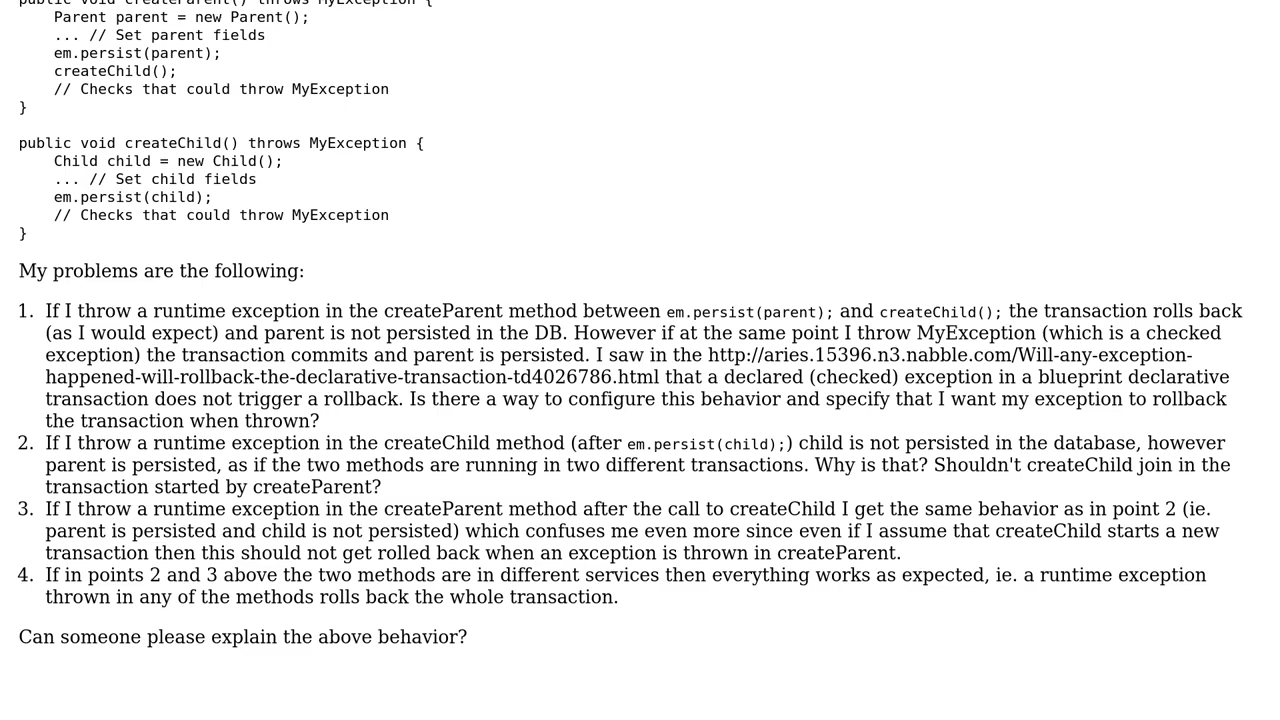 public void createParent() throws MyException {
    Parent parent = new Parent();
    ... // Set parent fields
    em.persist(parent);
    createChild();
    // Checks that could throw MyException
}

public void createChild() throws MyException {
    Child child = new Child();
    ... // Set child fields
    em.persist(child);
    // Checks that could throw MyException
}
My problems are the following:
1. If I throw a runtime exception in the createParent method between em.persist(parent); and createChild(); the transaction rolls back
(as I would expect) and parent is not persisted in the DB. However if at the same point I throw MyException (which is a checked
exception) the transaction commits and parent is persisted. I saw in the http://aries.15396.n3.nabble.com/Will-any-exception-
happened-will-rollback-the-declarative-transaction-td4026786.html that a declared (checked) exception in a blueprint declarative
transaction does not trigger a rollback. Is there a way to configure this behavior and specify that I want my exception to rollback
the transaction when thrown?
2. If I throw a runtime exception in the createChild method (after em.persist(child);) child is not persisted in the database, however
parent is persisted, as if the two methods are running in two different transactions. Why is that? Shouldn't createChild join in the
transaction started by createParent?
3. If I throw a runtime exception in the createParent method after the call to createChild I get the same behavior as in point 2 (ie.
parent is persisted and child is not persisted) which confuses me even more since even if I assume that createChild starts a new
transaction then this should not get rolled back when an exception is thrown in createParent.
4. If in points 2 and 3 above the two methods are in different services then everything works as expected, ie. a runtime exception
thrown in any of the methods rolls back the whole transaction.
Can someone please explain the above behavior?